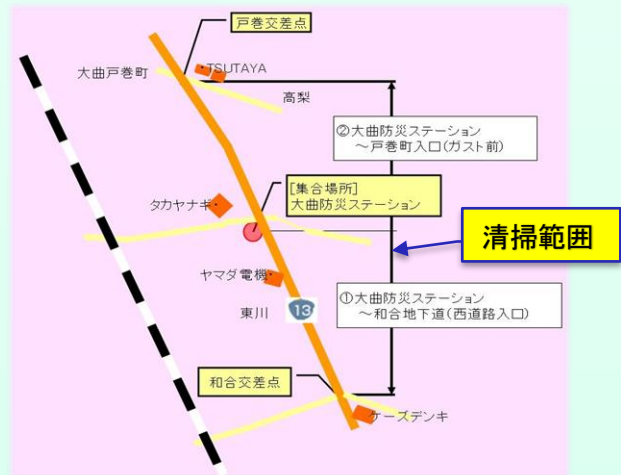 戸巻交差点
大曲戸巻町
TSUTAYA
高梨
②大曲防災ステーション
～戸巻町入口(ガスト前)
[集合場所]
大曲防災ステーション
タカヤナギ
清掃範囲
ヤマダ電機
東川
13
①大曲防災ステーション
～和合地下道(西道路入口)
和合交差点
ケーズデンキ